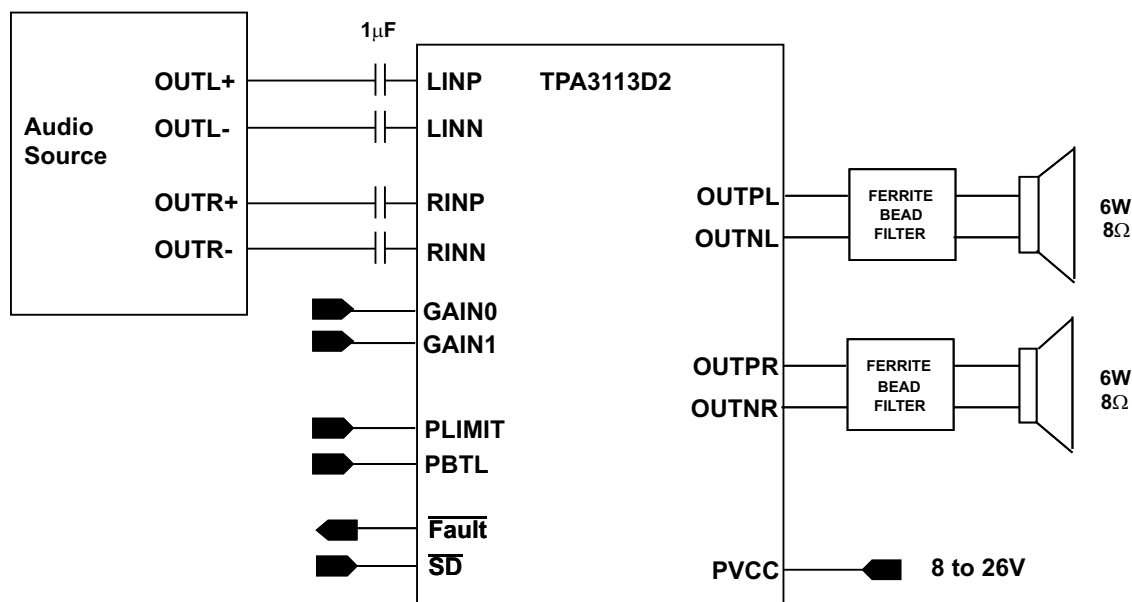 1μF
OUTL+
LINP
TPA3113D2
Audio
Source
OUTL-
LINN
OUTR+
RINP
OUTR-
RINN
OUTPL
OUTNL
FERRITE
BEAD
FILTER
6W
8Ω
GAIN0
GAIN1
OUTPR
OUTNR
FERRITE
BEAD
FILTER
6W
8Ω
PLIMIT
PBTL
Fault
SD
PVCC
8 to 26V